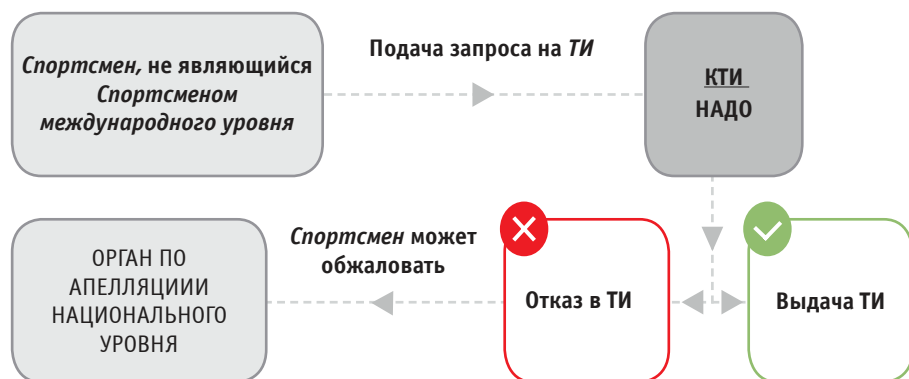 Спортсмен, не являющийся
Спортсменом
международного уровня
Подача запроса на ТИ
КТИ
НАДО
ОРГАН ПО
АПЕЛЛЯЦИИИ
НАЦИОНАЛЬНОГО
УРОВНЯ
Спортсмен может
обжаловать
Отказ в ТИ
Выдача ТИ